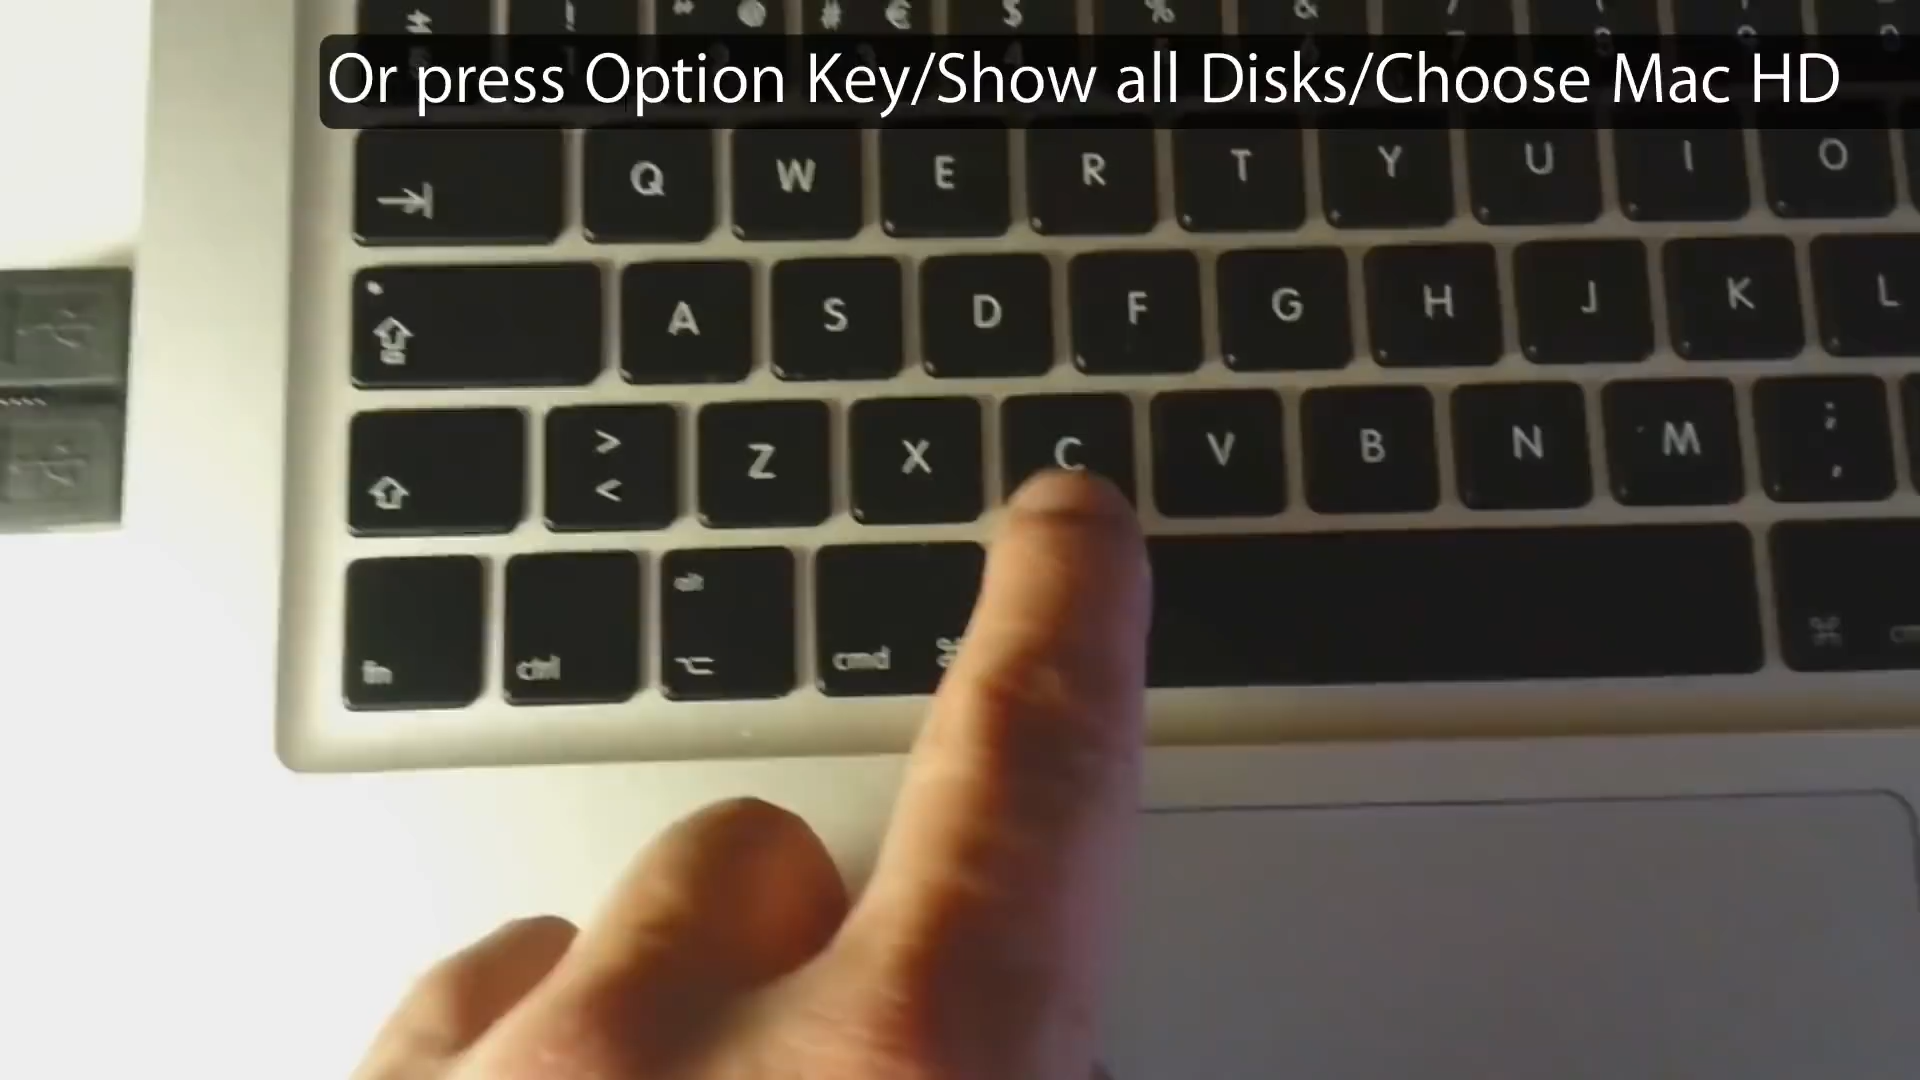 ± ! " @ # € $ % & /
Or press Option Key/Show all Disks/Choose Mac HD
Q W E R T Y U I O
A S D F G H J K L
> < Z X C V B N M ; ,
fn ctrl alt cmd ⌘ ⌘